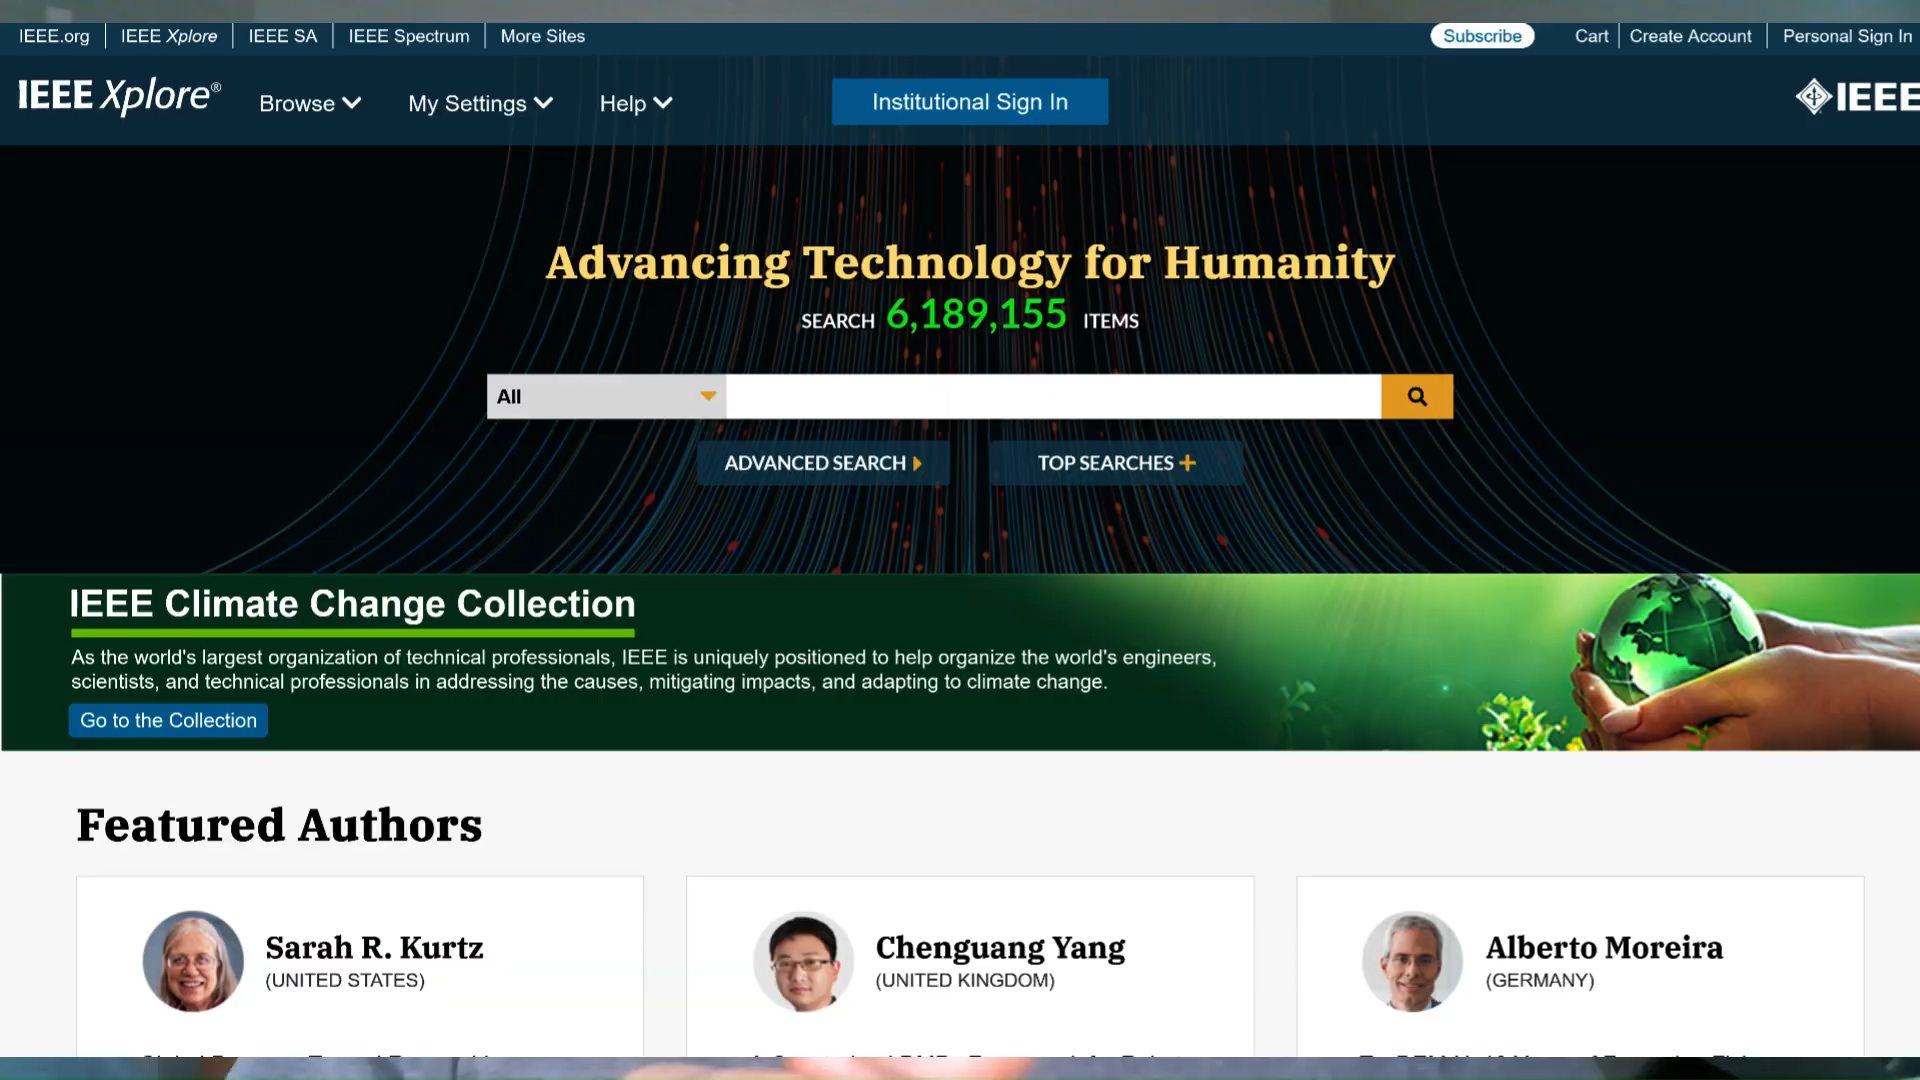 IEEE.org IEEE Xplore IEEE SA IEEE Spectrum More Sites Subscribe Cart Create Account Personal Sign In
IEEE Xplore® Browse My Settings Help Institutional Sign In IEEE
Advancing Technology for Humanity
SEARCH 6,189,155 ITEMS
All
ADVANCED SEARCH TOP SEARCHES
IEEE Climate Change Collection
As the world's largest organization of technical professionals, IEEE is uniquely positioned to help organize the world's engineers,
scientists, and technical professionals in addressing the causes, mitigating impacts, and adapting to climate change.
Go to the Collection
Featured Authors
Sarah R. Kurtz
(UNITED STATES)
Chenguang Yang
(UNITED KINGDOM)
Alberto Moreira
(GERMANY)